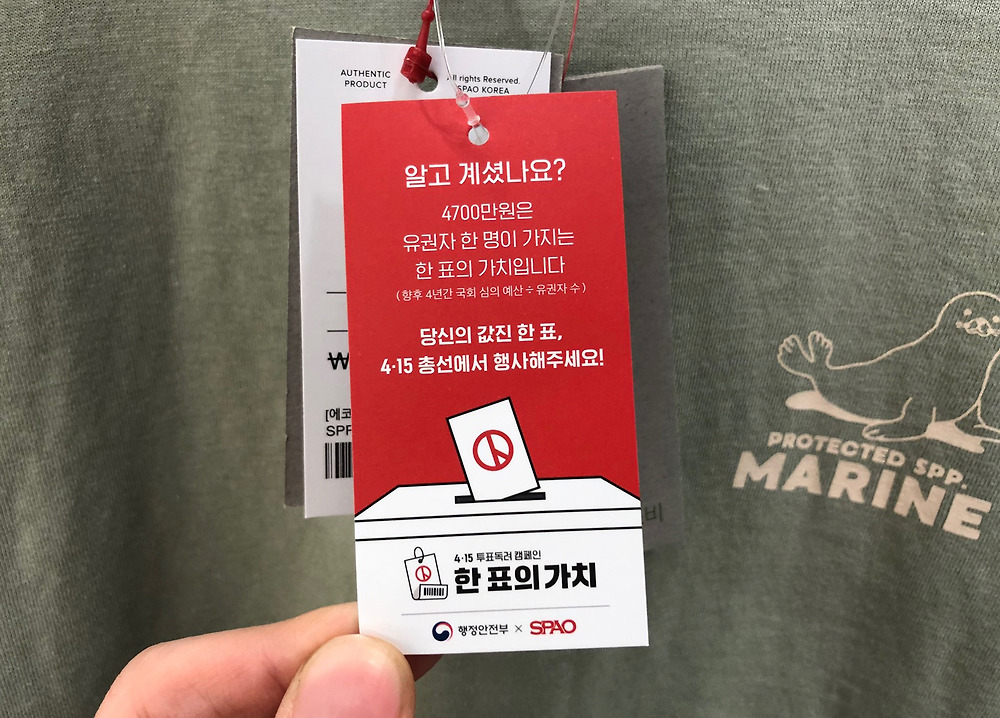 AUTHENTIC
PRODUCT
All rights Reserved.
SPAO KOREA
알고 계셨나요?
4700만원은
유권자 한 명이 가지는
한 표의 가치입니다
( 향후 4년간 국회 심의 예산 ÷ 유권자 수 )
당신의 값진 한 표,
4·15 총선에서 행사해주세요!
₩
[에코
비
4·15 투표독려 캠페인
한 표의 가치
행정안전부 × SPAO
PROTECTED SPP.
MARINE